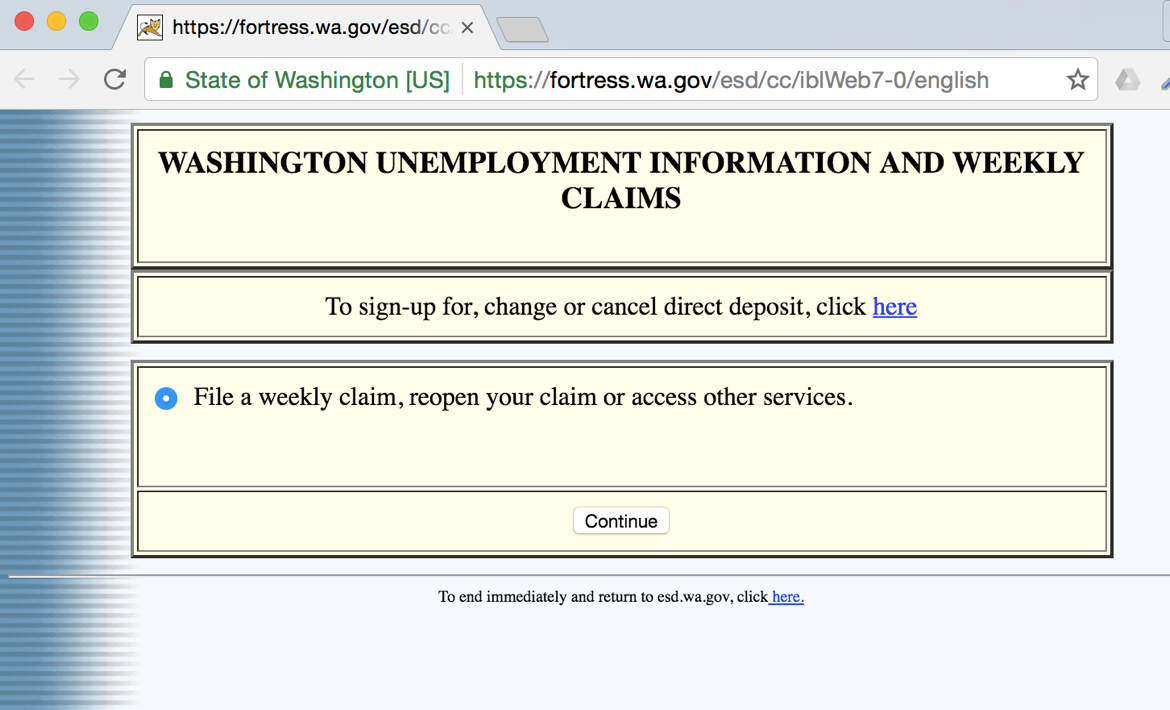 https://fortress.wa.gov/esd/cc
State of Washington [US] https://fortress.wa.gov/esd/cc/iblWeb7-0/english
WASHINGTON UNEMPLOYMENT INFORMATION AND WEEKLY
CLAIMS
To sign-up for, change or cancel direct deposit, click here
File a weekly claim, reopen your claim or access other services.
Continue
To end immediately and return to esd.wa.gov, click here.